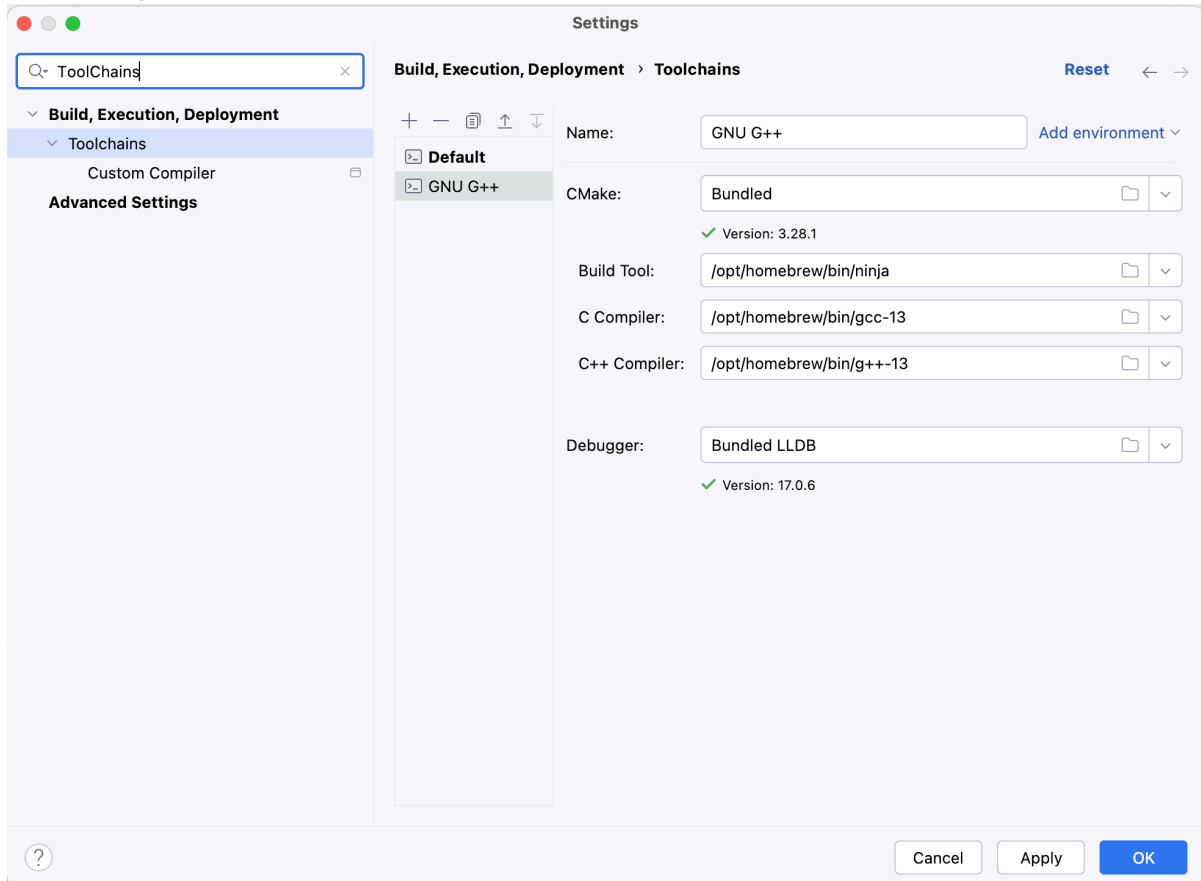 Settings
ToolChains
Build, Execution, Deployment
Toolchains
Custom Compiler
Advanced Settings
Build, Execution, Deployment › Toolchains
Reset
Default
GNU G++
Name:
GNU G++
Add environment
CMake:
Bundled
Version: 3.28.1
Build Tool:
/opt/homebrew/bin/ninja
C Compiler:
/opt/homebrew/bin/gcc-13
C++ Compiler:
/opt/homebrew/bin/g++-13
Debugger:
Bundled LLDB
Version: 17.0.6
?
Cancel
Apply
OK